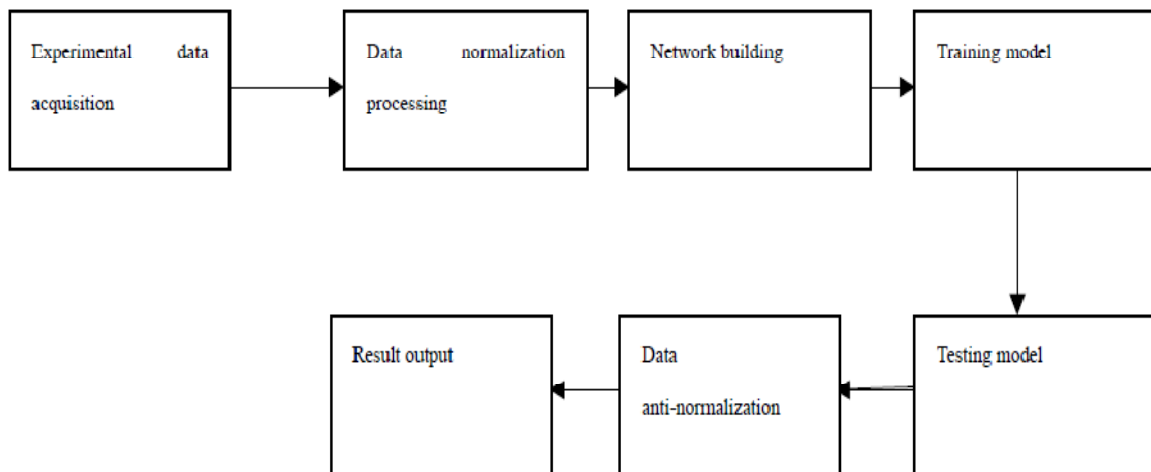 Experimental data
acquisition
Data normalization
processing
Network building
Training model
Result output
Data
anti-normalization
Testing model